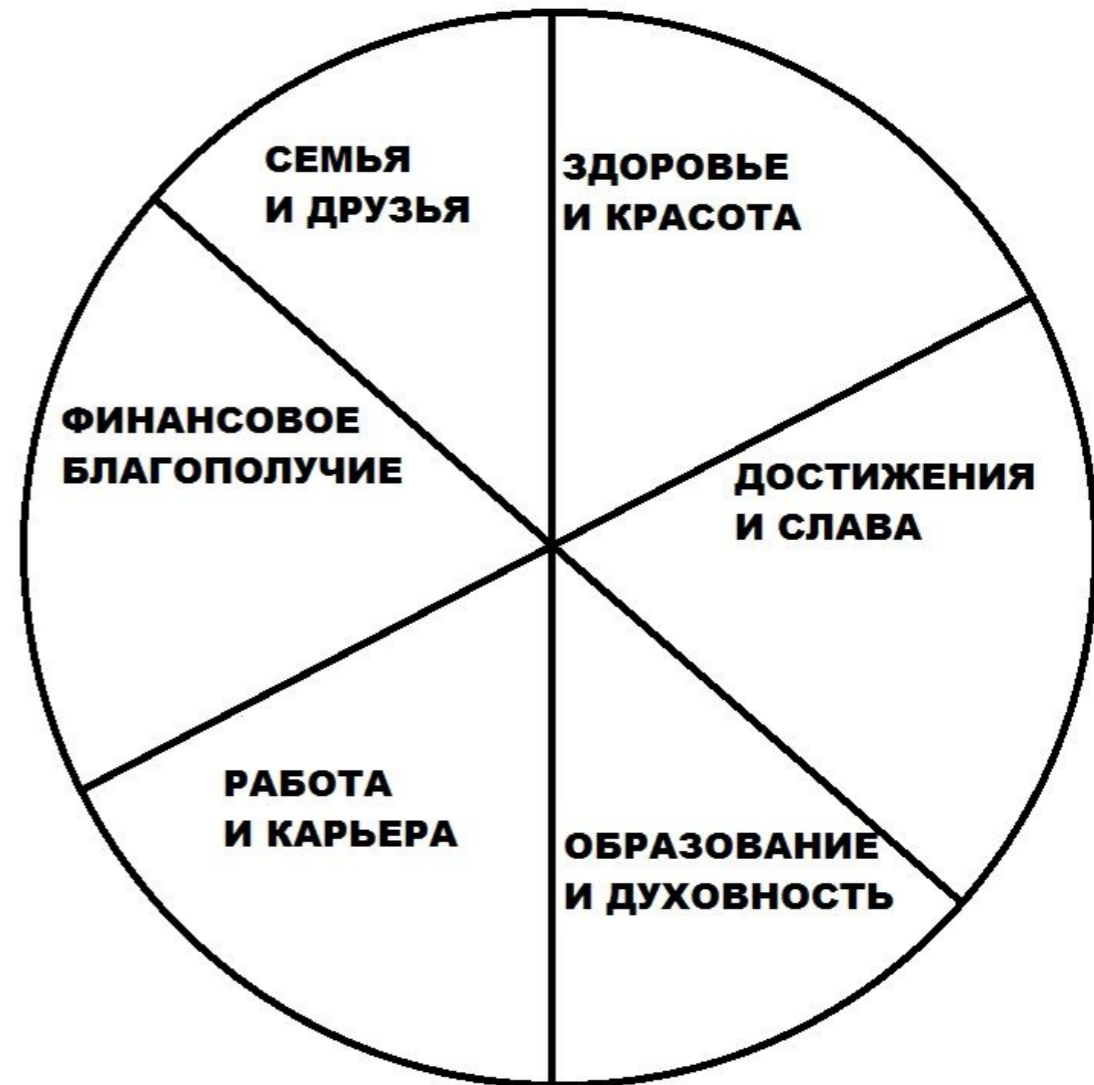 СЕМЬЯ
И ДРУЗЬЯ
ЗДОРОВЬЕ
И КРАСОТА
ФИНАНСОВОЕ
БЛАГОПОЛУЧИЕ
ДОСТИЖЕНИЯ
И СЛАВА
РАБОТА
И КАРЬЕРА
ОБРАЗОВАНИЕ
И ДУХОВНОСТЬ